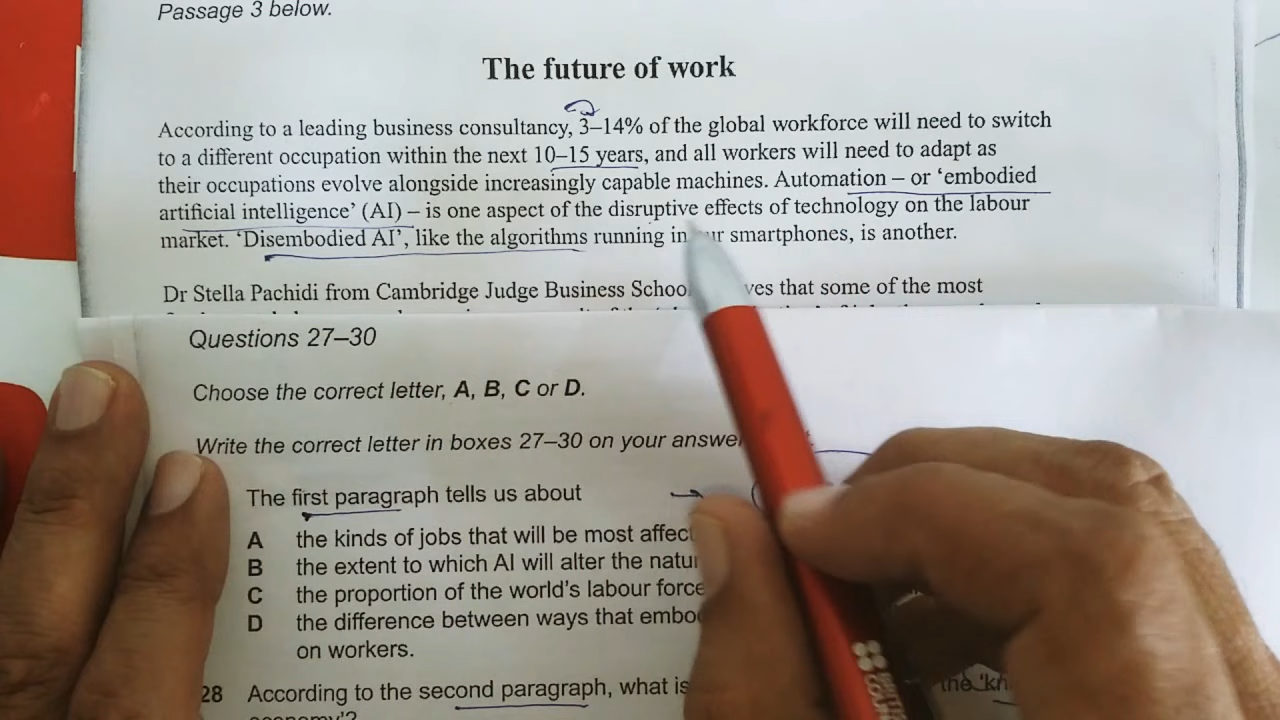 Passage 3 below.
The future of work
According to a leading business consultancy, 3–14% of the global workforce will need to switch
to a different occupation within the next 10–15 years, and all workers will need to adapt as
their occupations evolve alongside increasingly capable machines. Automation – or ‘embodied
artificial intelligence’ (AI) – is one aspect of the disruptive effects of technology on the labour
market. ‘Disembodied AI’, like the algorithms running in smartphones, is another.
Dr Stella Pachidi from Cambridge Judge Business that some of the most
Questions 27–30
Choose the correct letter, A, B, C or D.
Write the correct letter in boxes 27–30 on your
The first paragraph tells us about
A the kinds of jobs that will be most
B the extent to which AI will alter the
C the proportion of the world’s labour force
D the difference between ways that
on workers.
28 According to the second paragraph, what is
the